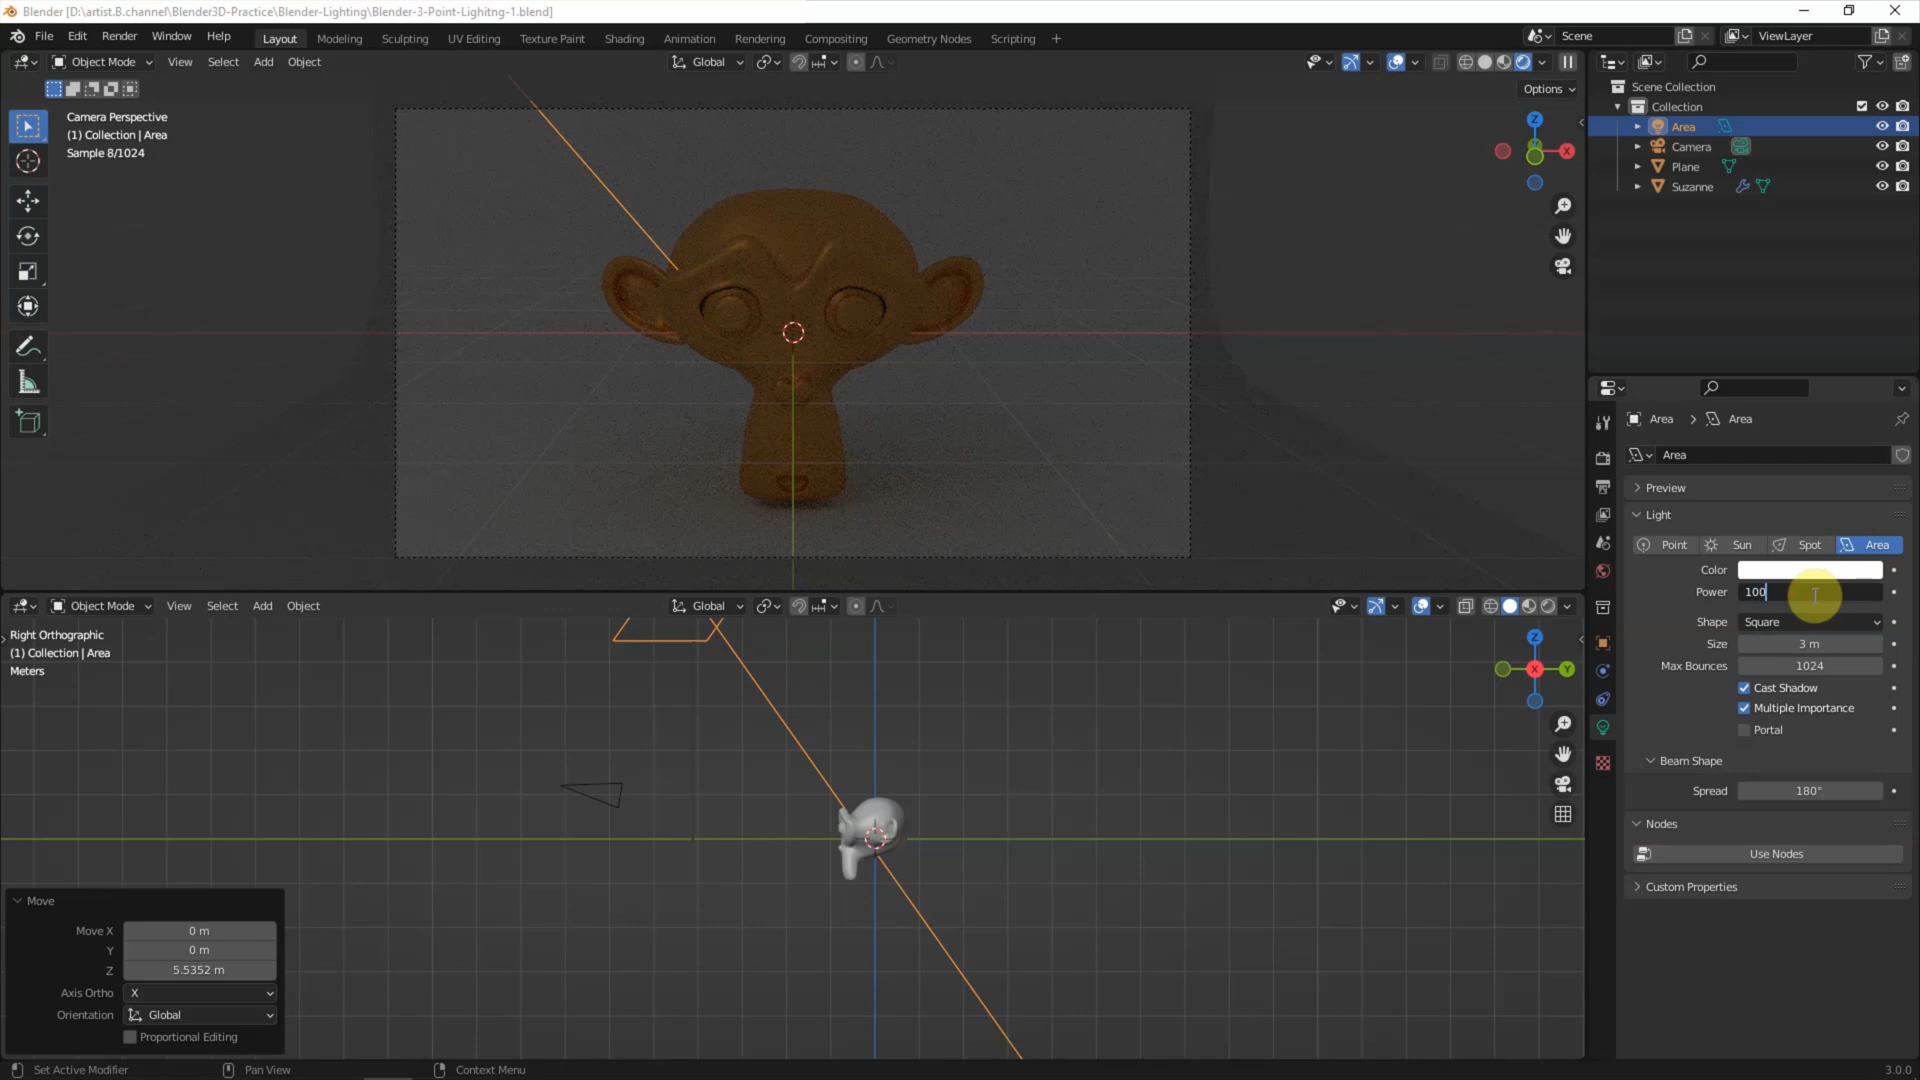 Blender [D:\artist.B.channel\Blender3D-Practice\Blender-Lighting\Blender-3-Point-Lighitng-1.blend]
File Edit Render Window Help Layout Modeling Sculpting UV Editing Texture Paint Shading Animation Rendering Compositing Geometry Nodes Scripting + Scene ViewLayer
Object Mode View Select Add Object Global
Options
Camera Perspective
(1) Collection | Area
Sample 8/1024
Z
X
Scene Collection
Collection
Area
Camera
Plane
Suzanne
Area > Area
Area
Preview
Light
Point Sun Spot Area
Color
Power 100
Shape Square
Size 3 m
Max Bounces 1024
Cast Shadow
Multiple Importance
Portal
Beam Shape
Spread 180°
Nodes
Use Nodes
Custom Properties
Object Mode View Select Add Object Global
Right Orthographic
(1) Collection | Area
Meters
Z
X Y
Move
Move X 0 m
Y 0 m
Z 5.5352 m
Axis Ortho X
Orientation Global
Proportional Editing
Set Active Modifier Pan View Context Menu 3.0.0